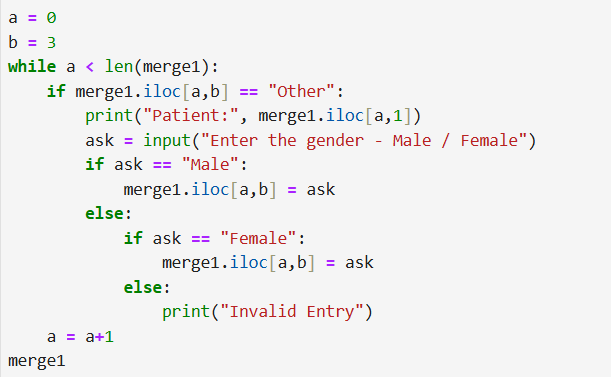 a = 0
b = 3
while a < len(merge1):
    if merge1.iloc[a,b] == "Other":
        print("Patient:", merge1.iloc[a,1])
        ask = input("Enter the gender - Male / Female")
        if ask == "Male":
            merge1.iloc[a,b] = ask
        else:
            if ask == "Female":
                merge1.iloc[a,b] = ask
            else:
                print("Invalid Entry")
    a = a+1
merge1